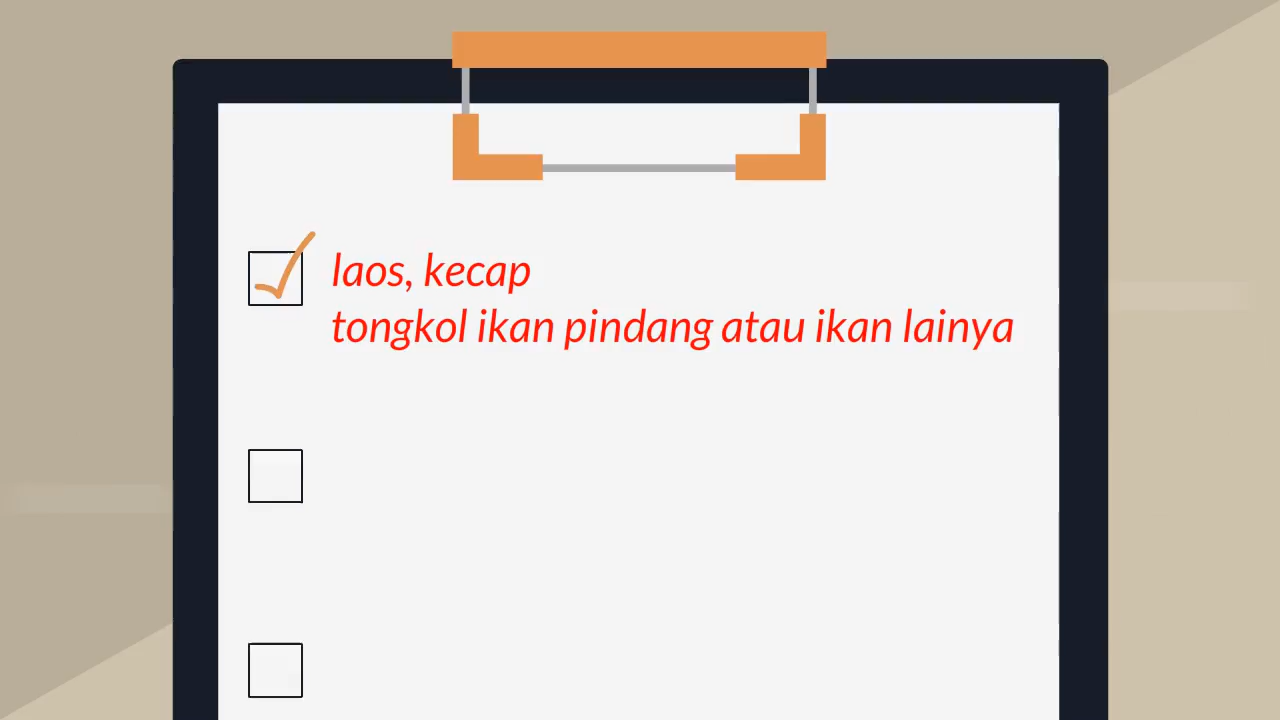 laos, kecap
tongkol ikan pindang atau ikan lainya